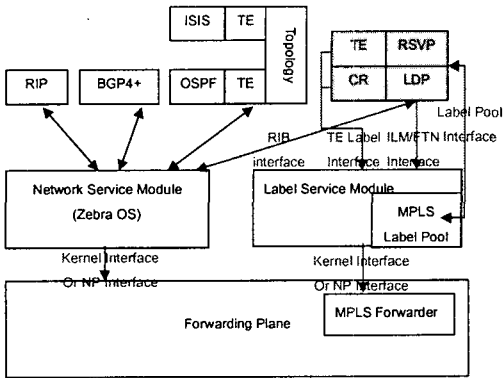 ISIS TE
Topology
TE RSVP
RIP BGP4+ OSPF TE
CR LDP
Label Pool
Interface
RIB
interface
TE Label
Interface
ILM/FTN
Interface
Network Service Module
(Zebra OS)
Label Service Module
MPLS
Label Pool
Kernel Interface
Or NP Interface
Kernel Interface
Or NP Interface
Forwarding Plane
MPLS Forwarder